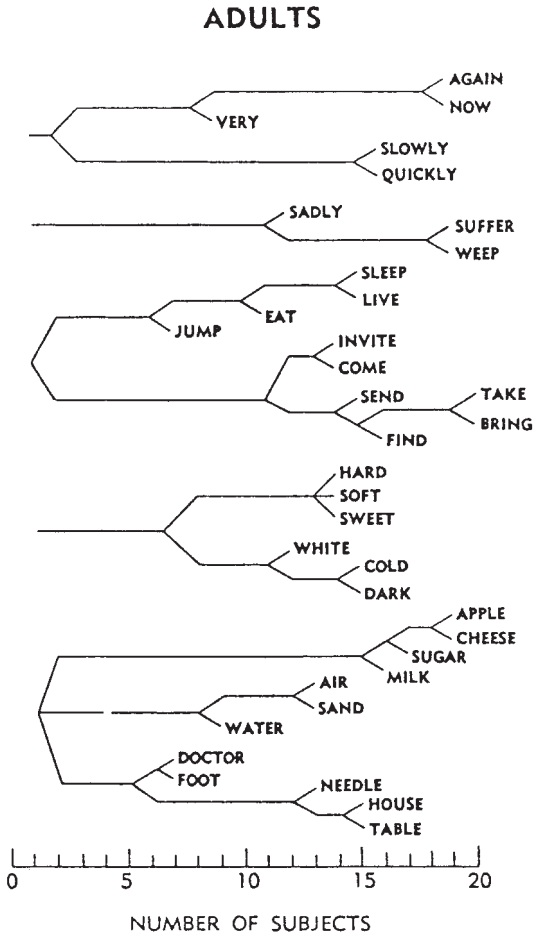 ADULTS
AGAIN
NOW
VERY
SLOWLY
QUICKLY
SADLY
SUFFER
WEEP
SLEEP
LIVE
EAT
JUMP
INVITE
COME
SEND
TAKE
BRING
FIND
HARD
SOFT
SWEET
WHITE
COLD
DARK
APPLE
CHEESE
SUGAR
MILK
AIR
SAND
WATER
DOCTOR
FOOT
NEEDLE
HOUSE
TABLE
0 5 10 15 20
NUMBER OF SUBJECTS